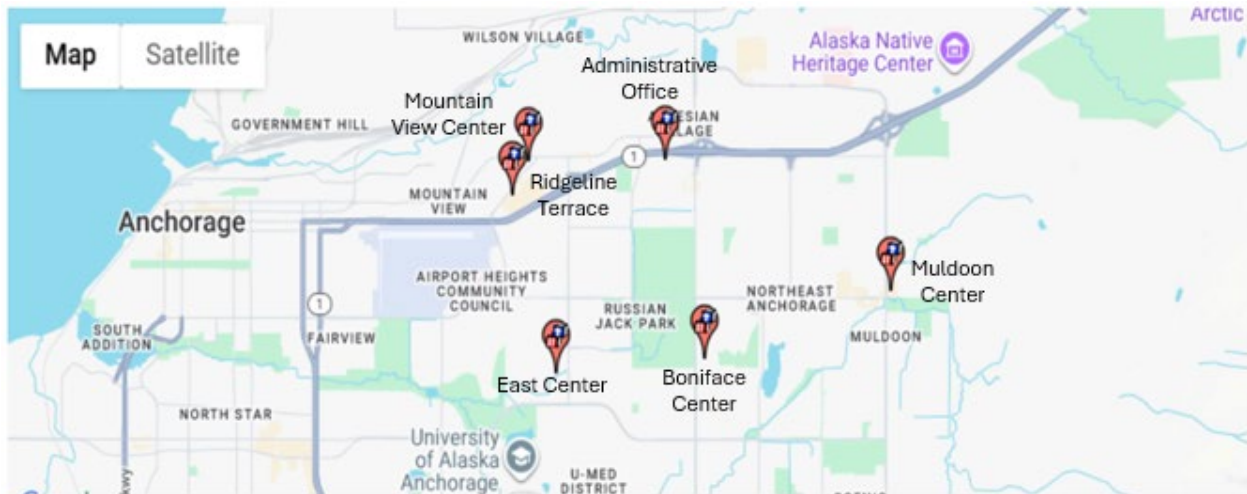 Map
Satellite
WILSON VILLAGE
Arctic
Alaska Native
Heritage Center
Administrative
Office
Mountain
View Center
GOVERNMENT HILL
LAGE
1
Ridgeline
Terrace
MOUNTAIN
VIEW
Anchorage
AIRPORT HEIGHTS
COMMUNITY
COUNCIL
NORTHEAST
ANCHORAGE
Muldoon
Center
1
RUSSIAN
JACK PARK
SOUTH
ADDITION
FAIRVIEW
MULDOON
East Center
Boniface
Center
NORTH STAR
University
of Alaska
Anchorage
U-MED
DISTRICT